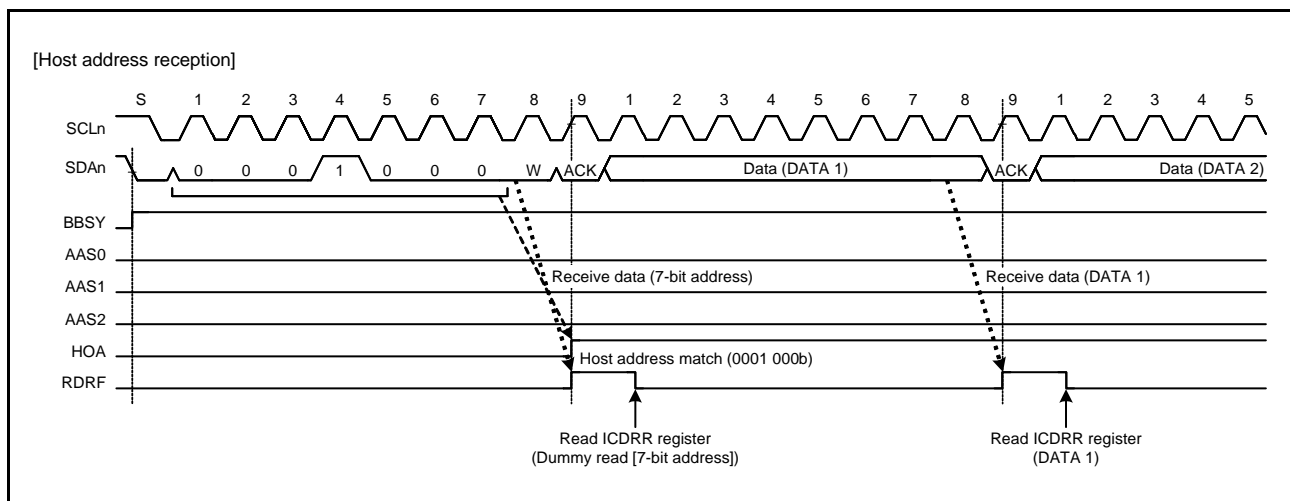 [Host address reception]
S 1 2 3 4 5 6 7 8 9 1 2 3 4 5 6 7 8 9 1 2 3 4 5
SCLn
SDAn 0 0 0 1 0 0 0 W ACK Data (DATA 1) ACK Data (DATA 2)
BBSY
AAS0
Receive data (7-bit address) Receive data (DATA 1)
AAS1
AAS2
HOA
Host address match (0001 000b)
RDRF
Read ICDRR register Read ICDRR register
(Dummy read [7-bit address]) (DATA 1)